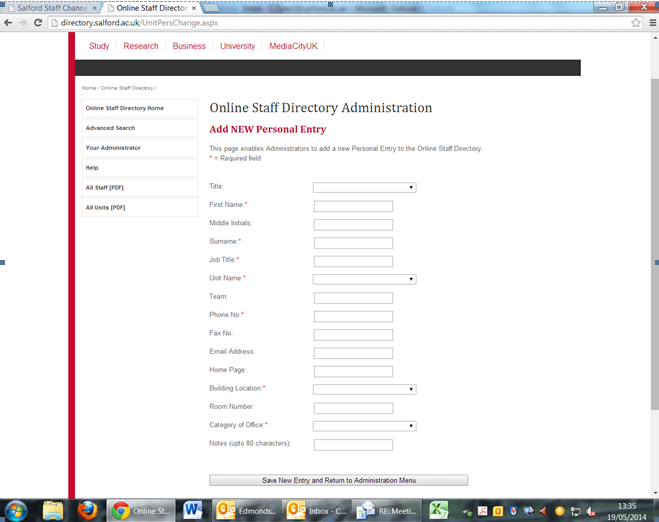 Salford Staff Channe
Online Staff Director
directory.salford.ac.uk/UnitPersChange.aspx
Study Research Business University MediaCityUK
Home / Online Staff Directory /
Online Staff Directory Home
Advanced Search
Your Administrator
Help
All Staff [PDF]
All Units [PDF]
Online Staff Directory Administration
Add NEW Personal Entry
This page enables Administrators to add a new Personal Entry to the Online Staff Directory.
* = Required field
Title:
First Name:*
Middle Initials:
Surname:*
Job Title:*
Unit Name:*
Team:
Phone No:*
Fax No:
Email Address:
Home Page:
Building Location:*
Room Number:
Category of Office:*
Notes (upto 80 characters):
Save New Entry and Return to Administration Menu
Online St...
Edmonds...
Inbox - C...
RE: Meeti...
13:35
19/05/2014